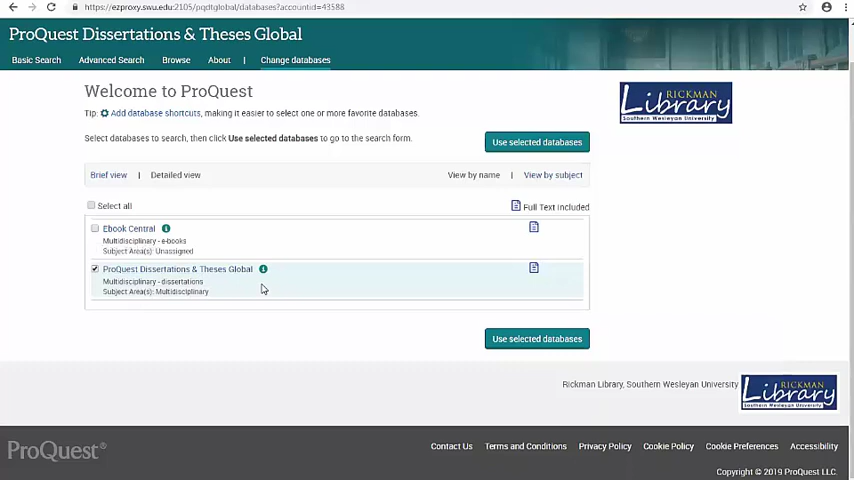 https://ezproxy.swu.edu:2105/pqdtglobal/databases?accountid=43588
ProQuest Dissertations & Theses Global
Basic Search Advanced Search Browse About | Change databases
Welcome to ProQuest
Tip: Add database shortcuts, making it easier to select one or more favorite databases.
Select databases to search, then click Use selected databases to go to the search form.
Use selected databases
RICKMAN
Library
Southern Wesleyan University
Brief view | Detailed view View by name | View by subject
Select all Full Text included
Ebook Central
Multidisciplinary - e-books
Subject Area(s): Unassigned
ProQuest Dissertations & Theses Global
Multidisciplinary - dissertations
Subject Area(s): Multidisciplinary
Use selected databases
Rickman Library, Southern Wesleyan University
RICKMAN
Library
Southern Wesleyan University
ProQuest®
Contact Us Terms and Conditions Privacy Policy Cookie Policy Cookie Preferences Accessibility
Copyright © 2019 ProQuest LLC.